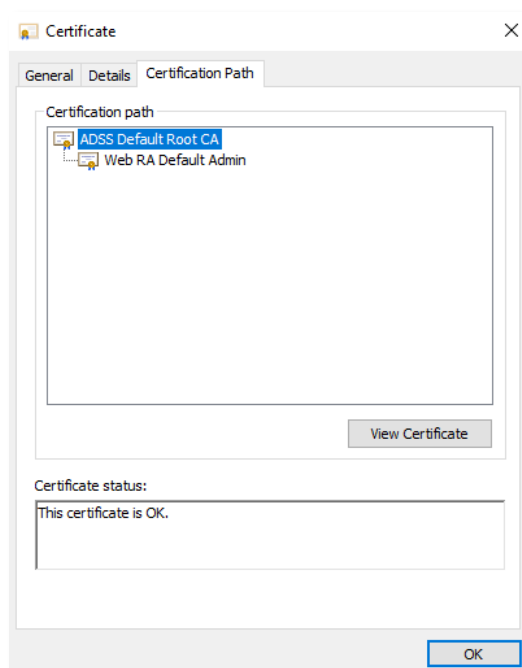 Certificate
General Details Certification Path
Certification path
ADSS Default Root CA
Web RA Default Admin
View Certificate
Certificate status:
This certificate is OK.
OK